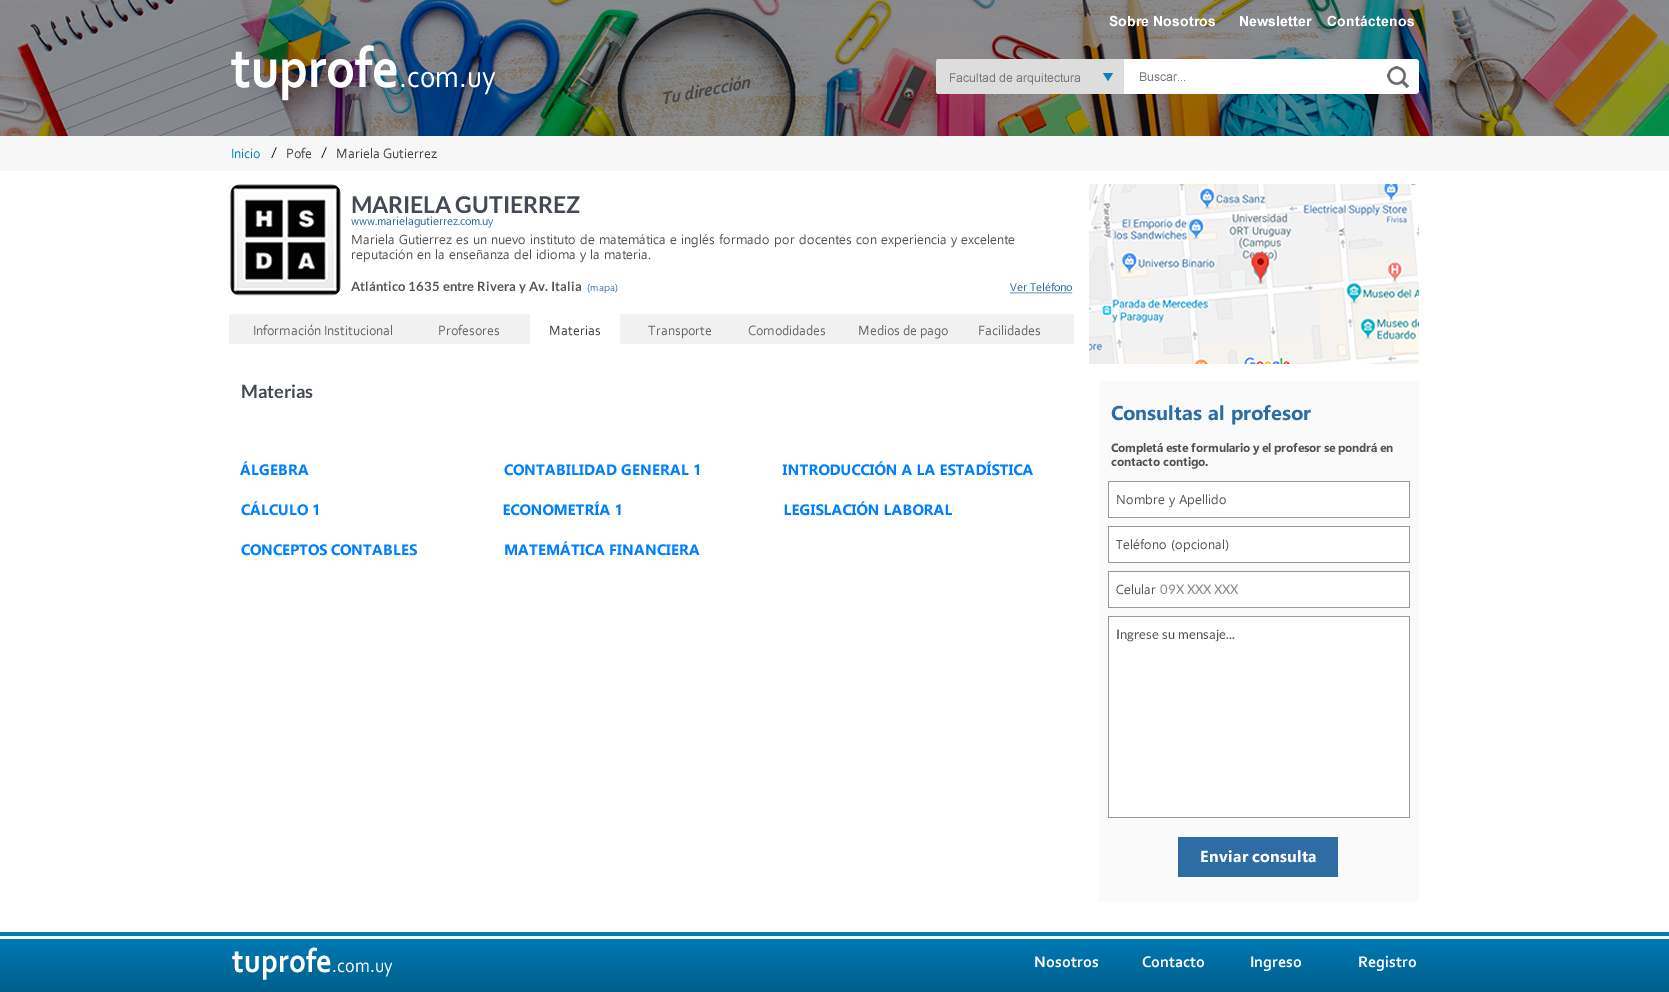 Sobre Nosotros Newsletter Contáctenos
tuprofe.com.uy
Facultad de arquitectura Buscar...
Tu dirección
Inicio / Pofe / Mariela Gutierrez
HSDA
MARIELA GUTIERREZ
www.marielagutierrez.com.uy
Mariela Gutierrez es un nuevo instituto de matemática e inglés formado por docentes con experiencia y excelente
reputación en la enseñanza del idioma y la materia.
Atlántico 1635 entre Rivera y Av. Italia (mapa)
Ver Teléfono
Casa Sanz
Electrical Supply Store
Fivisa
El Emporio de
los Sandwiches
Universidad
ORT Uruguay
(Campus
Centro)
Paraguay
Yi
Universo Binario
Museo del A
Parada de Mercedes
y Paraguay
Museo de
Eduardo
ore
Google
Información Institucional Profesores Materias Transporte Comodidades Medios de pago Facilidades
Materias
ÁLGEBRA CONTABILIDAD GENERAL 1 INTRODUCCIÓN A LA ESTADÍSTICA
CÁLCULO 1 ECONOMETRÍA 1 LEGISLACIÓN LABORAL
CONCEPTOS CONTABLES MATEMÁTICA FINANCIERA
Consultas al profesor
Completá este formulario y el profesor se pondrá en
contacto contigo.
Nombre y Apellido
Teléfono (opcional)
Celular 09X XXX XXX
Ingrese su mensaje...
Enviar consulta
tuprofe.com.uy
Nosotros Contacto Ingreso Registro